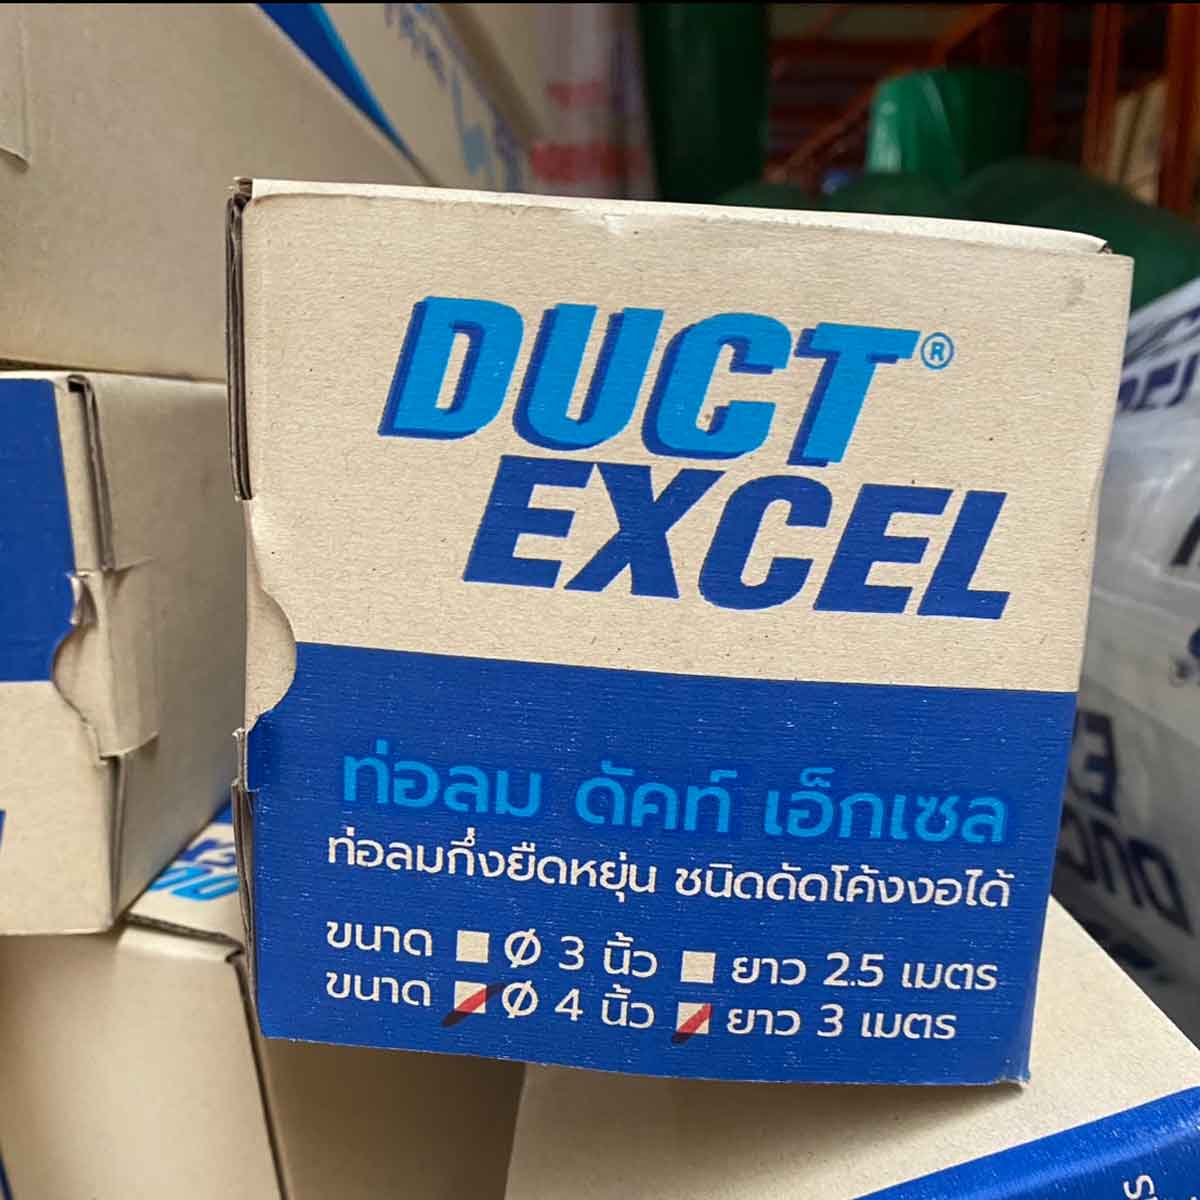 DUCT®
EXCEL
ท่อลม ดัคท์ เอ็กเซล
ท่อลมกึ่งยืดหยุ่น ชนิดดัดโค้งงอได้
ขนาด Ø 3 นิ้ว ยาว 2.5 เมตร
ขนาด Ø 4 นิ้ว ยาว 3 เมตร